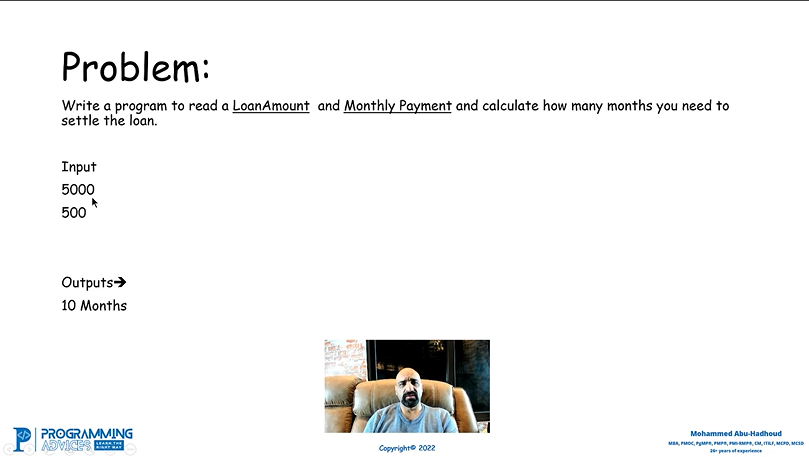 Problem:
Write a program to read a LoanAmount and Monthly Payment and calculate how many months you need to
settle the loan.
Input
5000
500
Outputs➔
10 Months
PROGRAMMING
ADVICES LEARN THE
RIGHT WAY
Copyright© 2022
Mohammed Abu-Hadhoud
MBA, PMOC, PgMP®, PMP®, PMI-RMP®, CM, ITILF, MCPD, MCSD
26+ years of experience